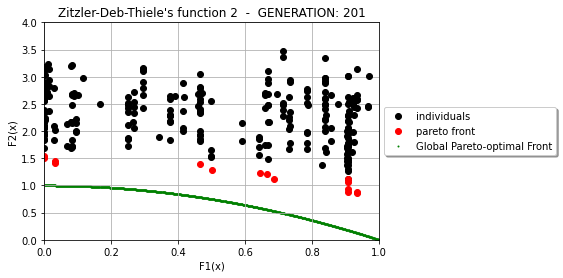 Zitzler-Deb-Thiele's function 2 - GENERATION: 201
4.0
3.5
3.0
2.5
2.0
1.5
1.0
0.5
0.0
F2(x)
0.0 0.2 0.4 0.6 0.8 1.0
F1(x)
individuals
pareto front
Global Pareto-optimal Front